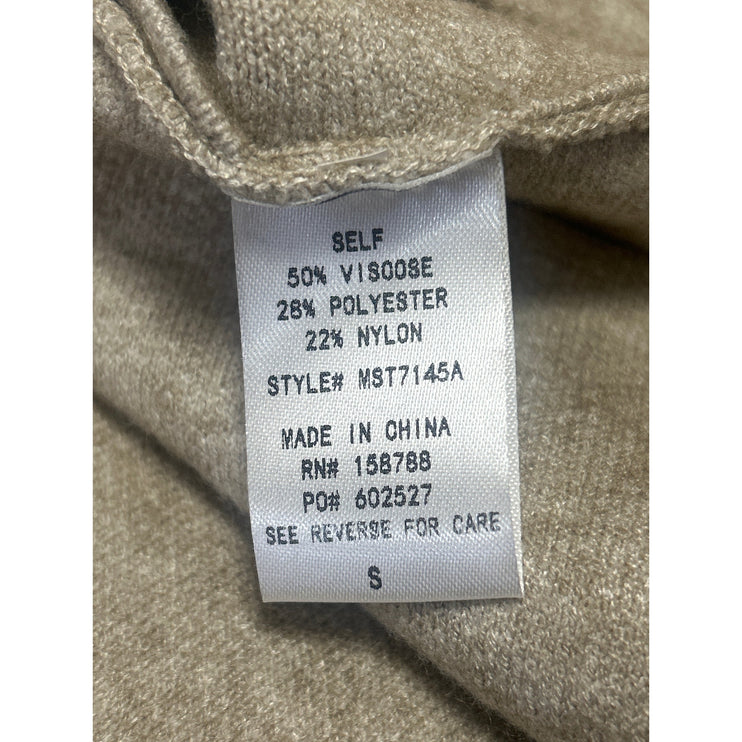 SELF
50% VISOOSE
28% POLYESTER
22% NYLON
STYLE# MST7145A
MADE IN CHINA
RN# 158788
PO# 602527
SEE REVERSE FOR CARE
S